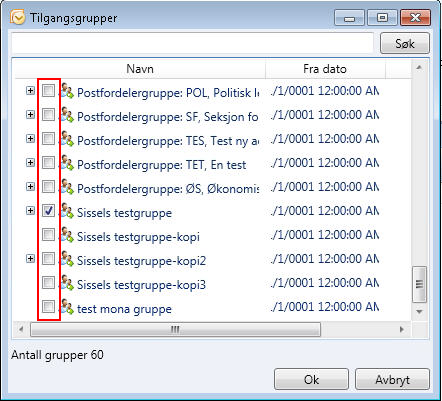 Tilgangsgrupper
Søk
Navn Fra dato
Postfordelergruppe: POL, Politisk le ./1/0001 12:00:00 AM
Postfordelergruppe: SF, Seksjon fo ./1/0001 12:00:00 AM
Postfordelergruppe: TES, Test ny a ./1/0001 12:00:00 AM
Postfordelergruppe: TET, En test ./1/0001 12:00:00 AM
Postfordelergruppe: ØS, Økonomis ./1/0001 12:00:00 AM
Sissels testgruppe ./1/0001 12:00:00 AM
Sissels testgruppe-kopi ./1/0001 12:00:00 AM
Sissels testgruppe-kopi2 ./1/0001 12:00:00 AM
Sissels testgruppe-kopi3 ./1/0001 12:00:00 AM
test mona gruppe ./1/0001 12:00:00 AM
Antall grupper 60
Ok Avbryt